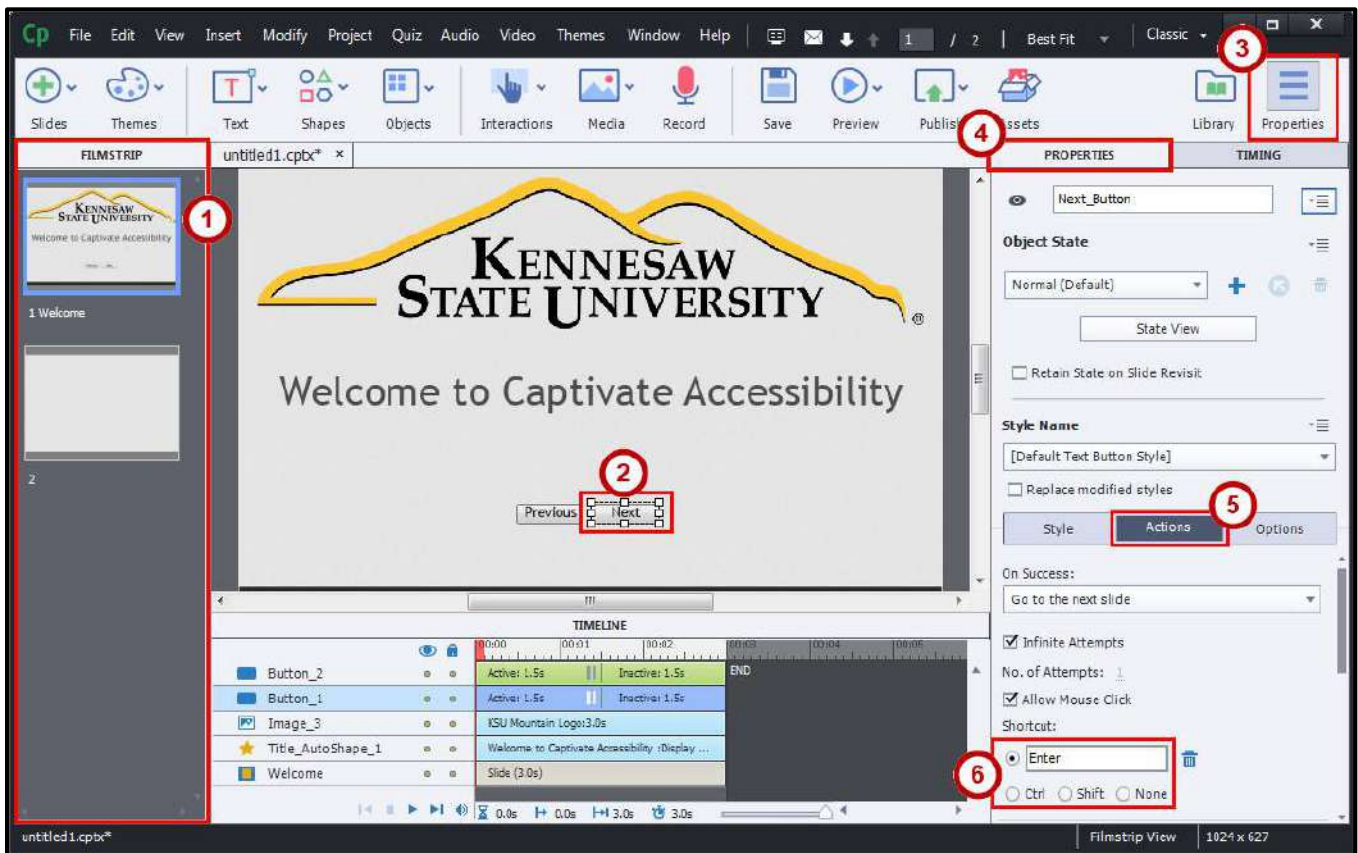 Cp File Edit View Insert Modify Project Quiz Audio Video Themes Window Help 1 / 2 Best Fit Classic
3
Slides Themes Text Shapes Objects Interactions Media Record Save Preview Publish Assets Library Properties
4
FILMSTRIP untitled1.cptx* × PROPERTIES TIMING
KENNESAW
STATE UNIVERSITY
Welcome to Captivate Accessibility
1
1 Welcome
2
KENNESAW
STATE UNIVERSITY ®
Welcome to Captivate Accessibility
2
Previous Next
Next_Button
Object State
Normal (Default)
State View
Retain State on Slide Revisit
Style Name
[Default Text Button Style]
Replace modified styles
5
Style Actions Options
On Success:
Go to the next slide
Infinite Attempts
No. of Attempts: 1
Allow Mouse Click
Shortcut:
6
Enter
Ctrl Shift None
TIMELINE
00:00 00:01 00:02 00:03 00:04 00:05
Button_2 Active: 1.5s Inactive: 1.5s END
Button_1 Active: 1.5s Inactive: 1.5s
Image_3 KSU Mountain Logo:3.0s
Title_AutoShape_1 Welcome to Captivate Accessibility :Display ...
Welcome Slide (3.0s)
0.0s 0.0s 3.0s 3.0s
untitled1.cptx* Filmstrip View 1024 x 627